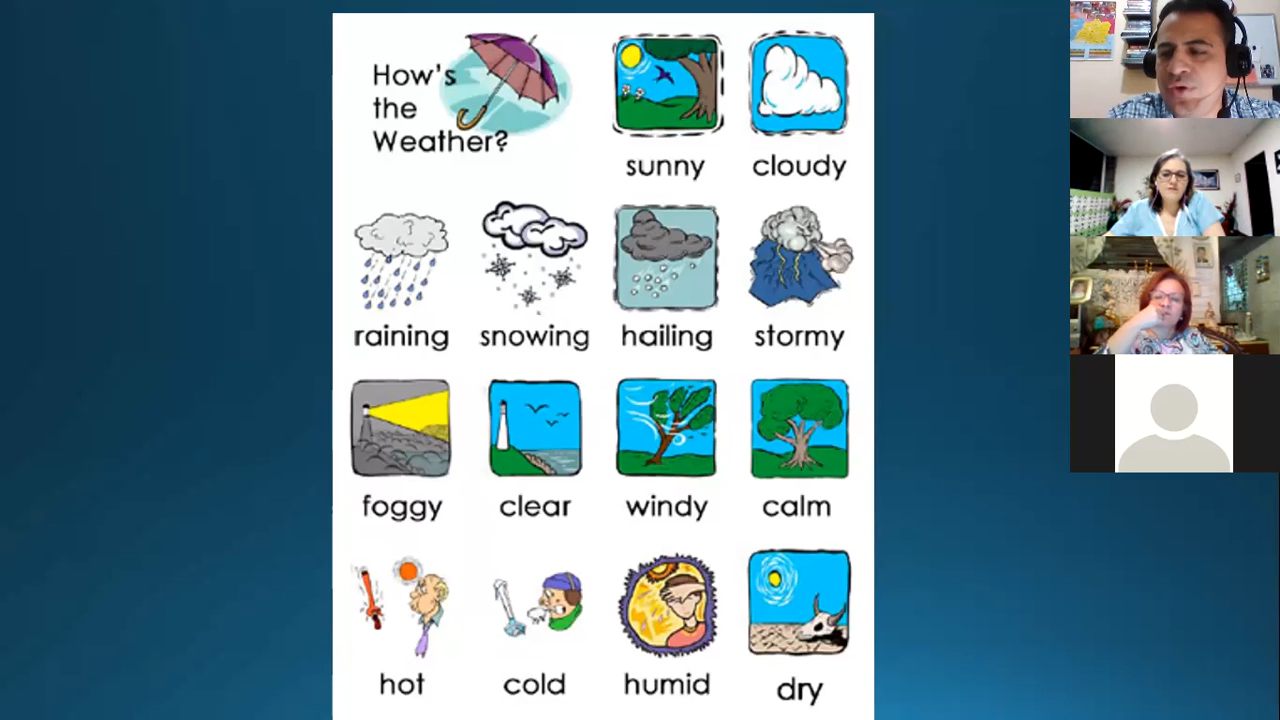 How's
the
Weather?
sunny cloudy
raining snowing hailing stormy
foggy clear windy calm
hot cold humid dry